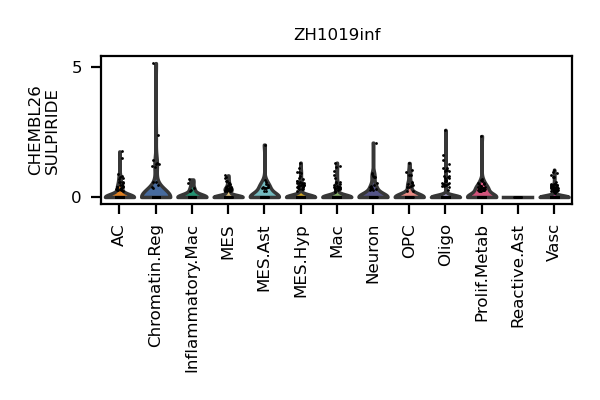 ZH1019inf
CHEMBL26
SULPIRIDE
5
0
AC
Chromatin.Reg
Inflammatory.Mac
MES
MES.Ast
MES.Hyp
Mac
Neuron
OPC
Oligo
Prolif.Metab
Reactive.Ast
Vasc